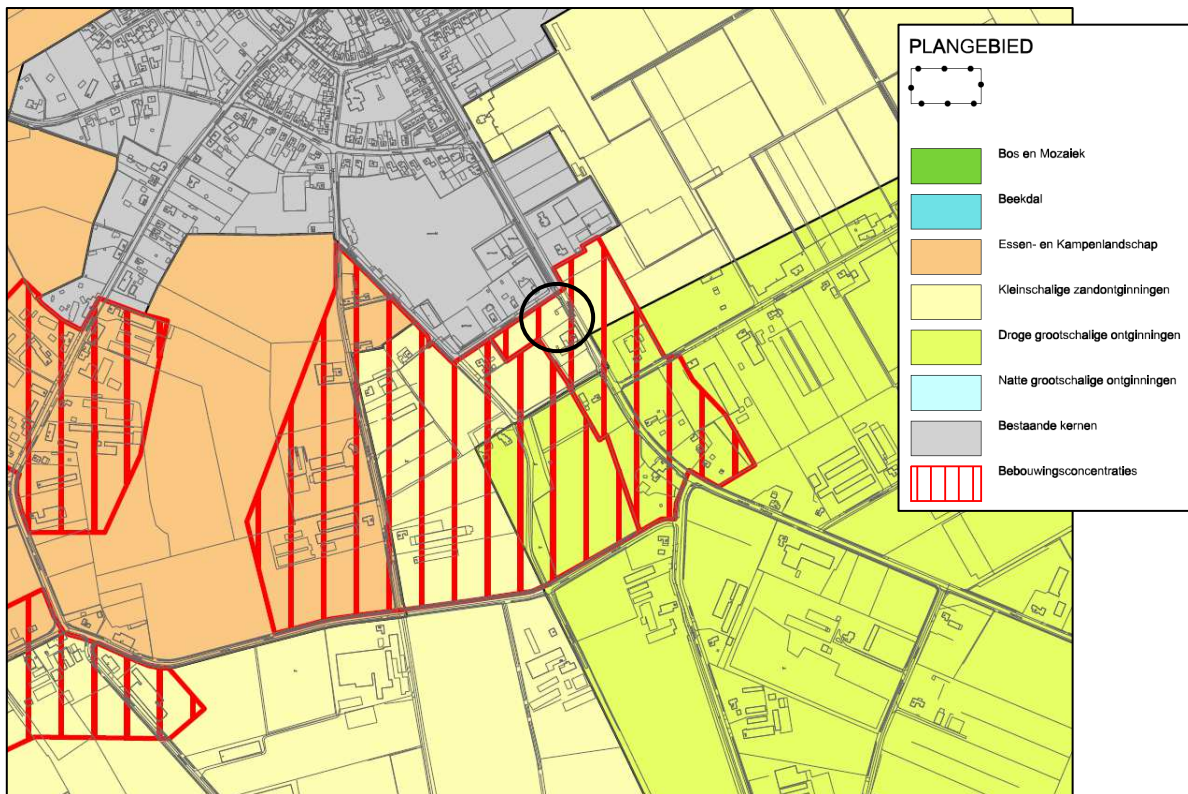 PLANGEBIED
Bos en Mozaiek
Beekdal
Essen- en Kampenlandschap
Kleinschalige zandontginningen
Droge grootschalige ontginningen
Natte grootschalige ontginningen
Bestaande kernen
Bebouwingsconcentraties